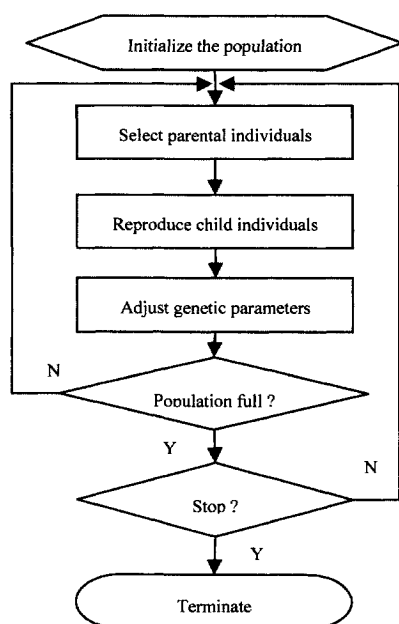 Initialize the population
Select parental individuals
Reproduce child individuals
Adjust genetic parameters
N
Population full ?
Y
N
Stop ?
Y
Terminate